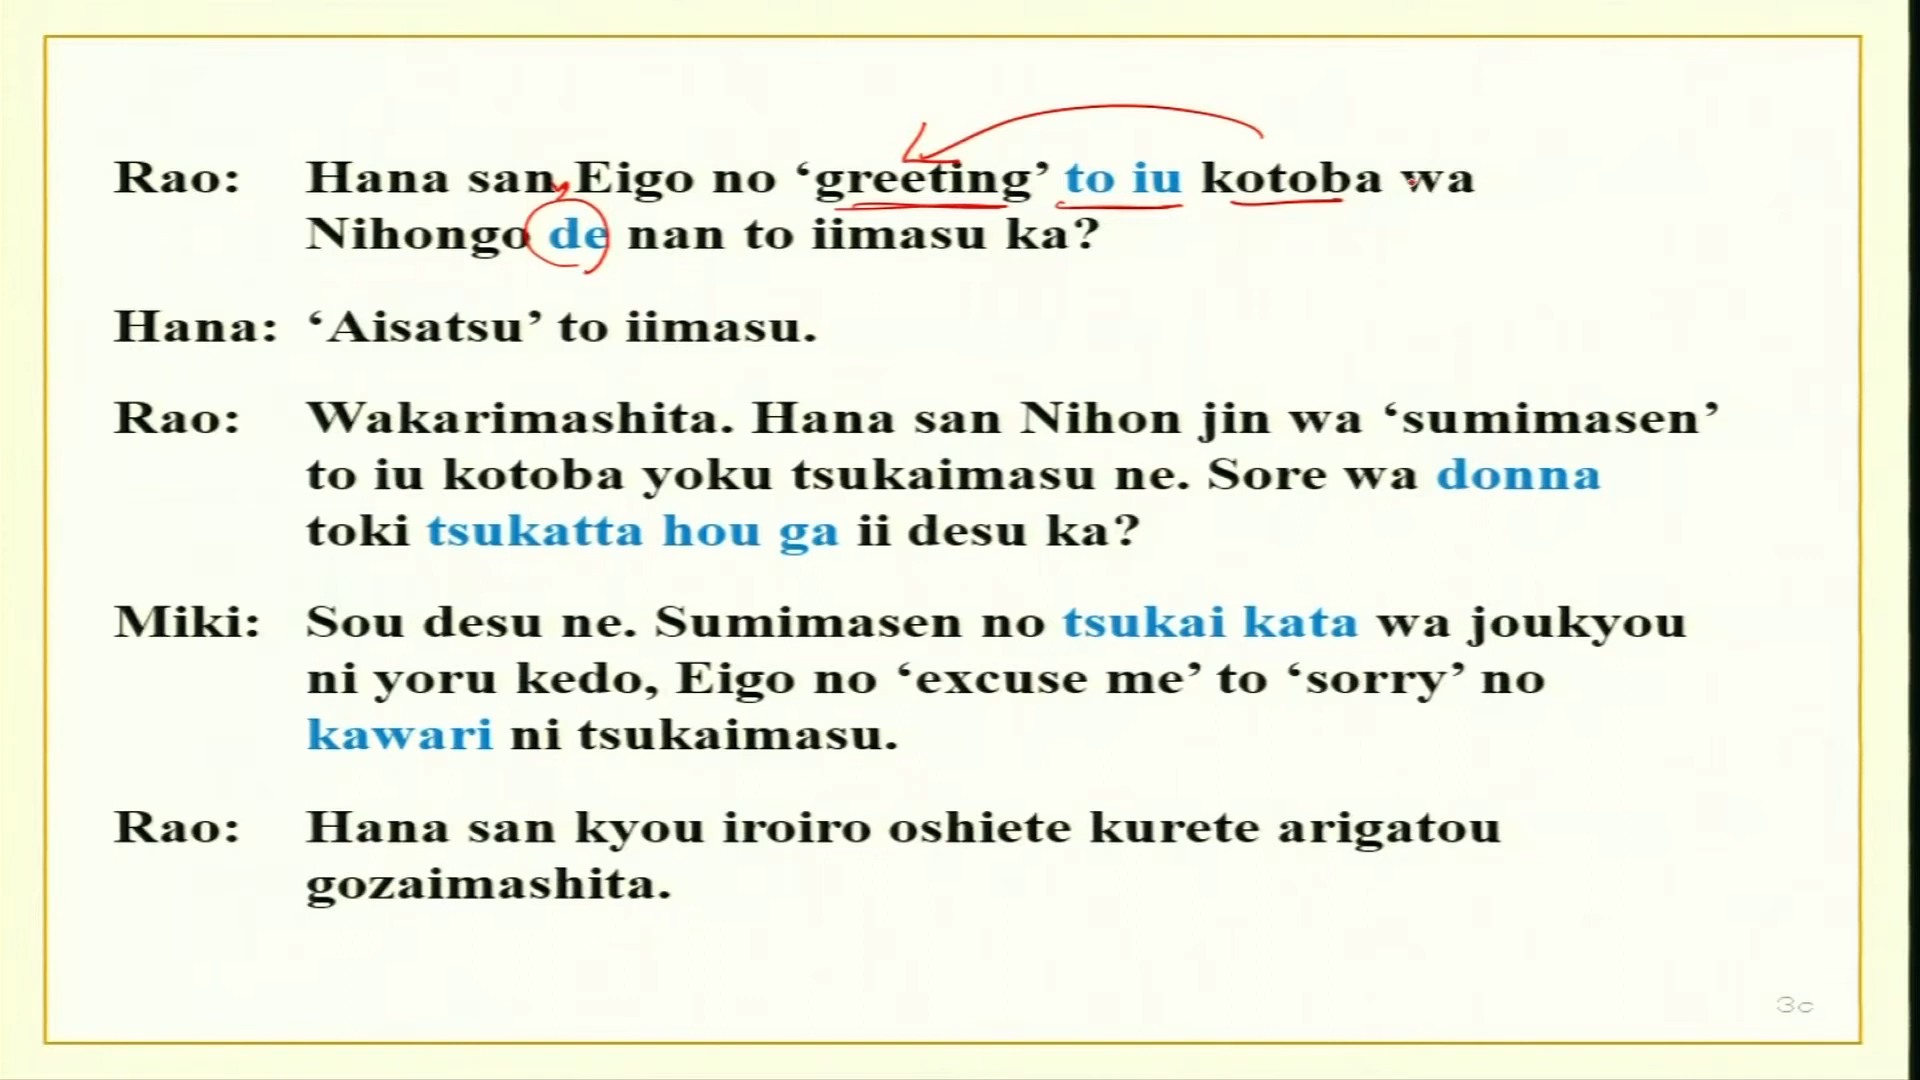 Rao: Hana san, Eigo no ‘greeting’ to iu kotoba wa
Nihongo de nan to iimasu ka?
Hana: ‘Aisatsu’ to iimasu.
Rao: Wakarimashita. Hana san Nihon jin wa ‘sumimasen’
to iu kotoba yoku tsukaimasu ne. Sore wa donna
toki tsukatta hou ga ii desu ka?
Miki: Sou desu ne. Sumimasen no tsukai kata wa joukyou
ni yoru kedo, Eigo no ‘excuse me’ to ‘sorry’ no
kawari ni tsukaimasu.
Rao: Hana san kyou iroiro oshiete kurete arigatou
gozaimashita.